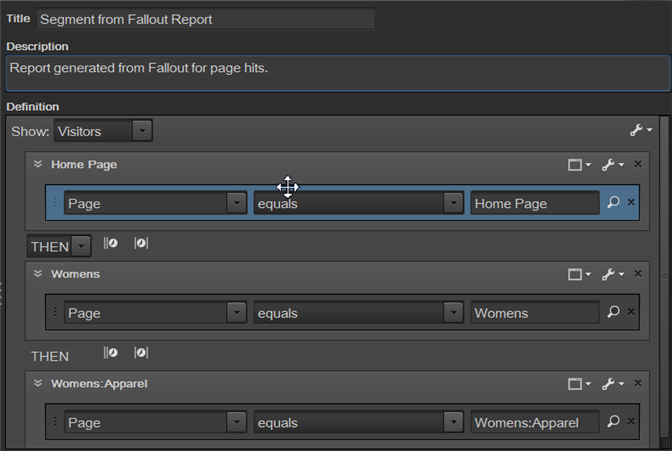 Title Segment from Fallout Report
Description
Report generated from Fallout for page hits.
Definition
Show: Visitors
Home Page
Page equals Home Page
THEN
Womens
Page equals Womens
THEN
Womens:Apparel
Page equals Womens:Apparel